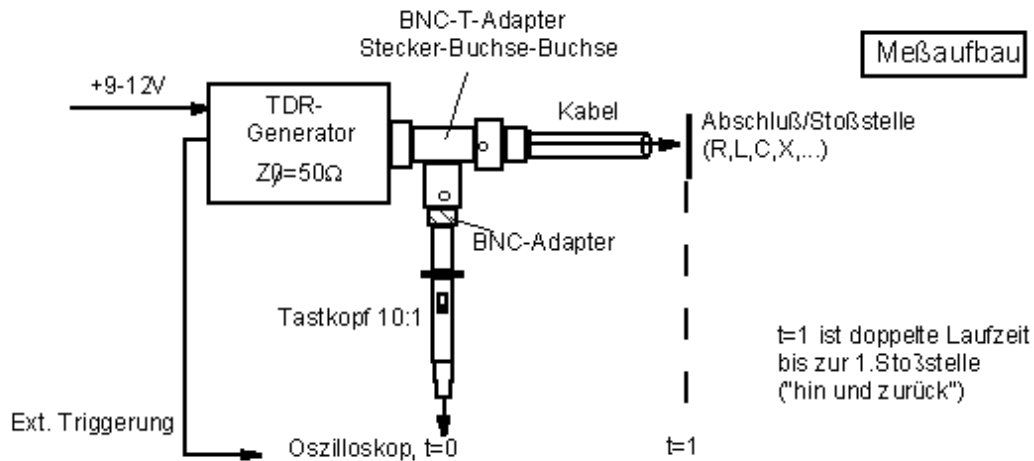 BNC-T-Adapter
Stecker-Buchse-Buchse
Meßaufbau
+9-12V
TDR-
Generator
Zβ=50Ω
Kabel
Abschluß/Stoßstelle
(R,L,C,X,...)
BNC-Adapter
Tastkopf 10:1
t=1 ist doppelte Laufzeit
bis zur 1.Stoßstelle
("hin und zurück")
Ext. Triggerung
Oszilloskop, t=0
t=1